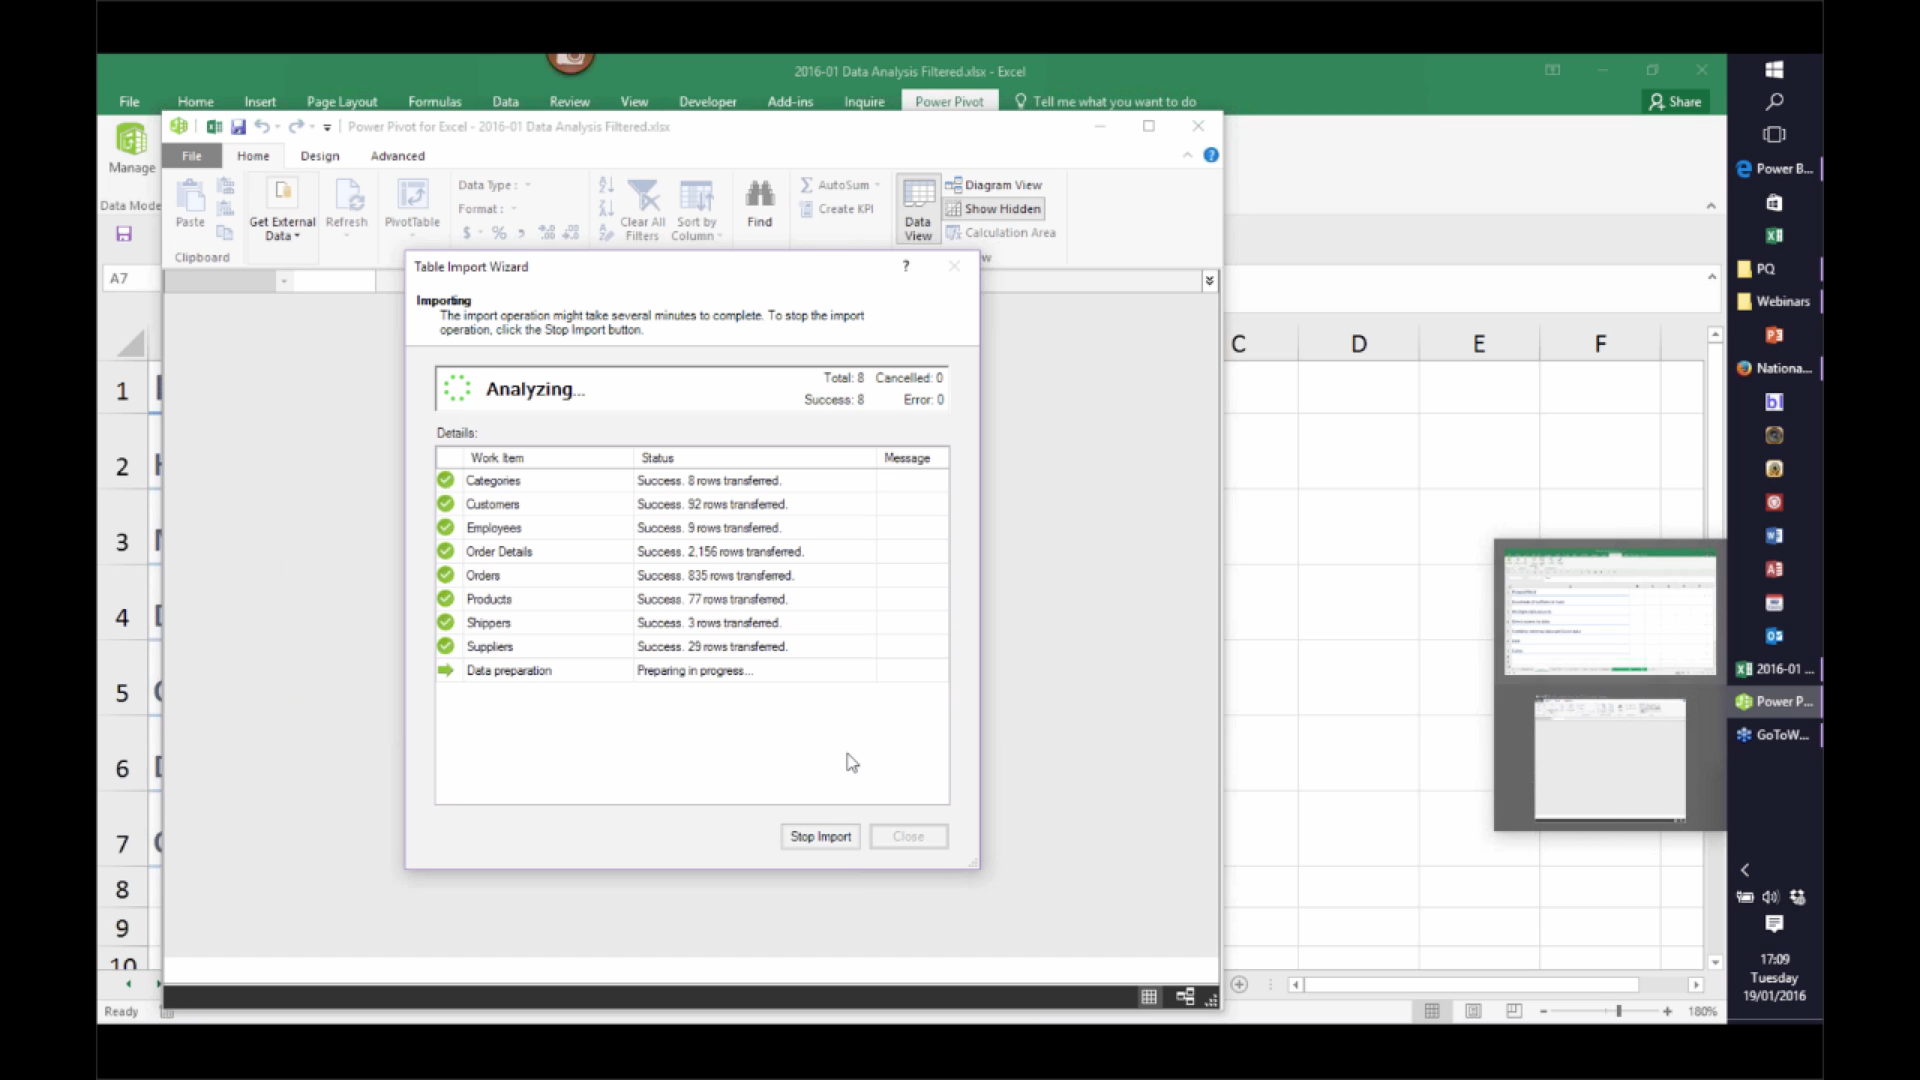 2016-01 Data Analysis Filtered.xlsx - Excel
File Home Insert Page Layout Formulas Data Review View Developer Add-ins Inquire Power Pivot Tell me what you want to do Share
Power Pivot for Excel - 2016-01 Data Analysis Filtered.xlsx
Manage
Data Mode
File Home Design Advanced
Paste
Clipboard
Get External
Data
Refresh
PivotTable
Data Type :
Format :
$ % ,
Clear All
Filters
Sort by
Column
Find
AutoSum
Create KPI
Data
View
Diagram View
Show Hidden
Calculation Area
A7
Table Import Wizard
?
Importing
The import operation might take several minutes to complete. To stop the import
operation, click the Stop Import button.
Analyzing...
Total: 8 Cancelled: 0
Success: 8 Error: 0
Details:
Work Item Status Message
Categories Success. 8 rows transferred.
Customers Success. 92 rows transferred.
Employees Success. 9 rows transferred.
Order Details Success. 2,156 rows transferred.
Orders Success. 835 rows transferred.
Products Success. 77 rows transferred.
Shippers Success. 3 rows transferred.
Suppliers Success. 29 rows transferred.
Data preparation Preparing in progress...
Stop Import Close
C D E F
1
2
3
4
5
6
7
8
9
10
Ready
180%
Power B...
PQ
Webinars
Nationa...
bl
2016-01 ...
Power P...
GoToW...
17:09
Tuesday
19/01/2016